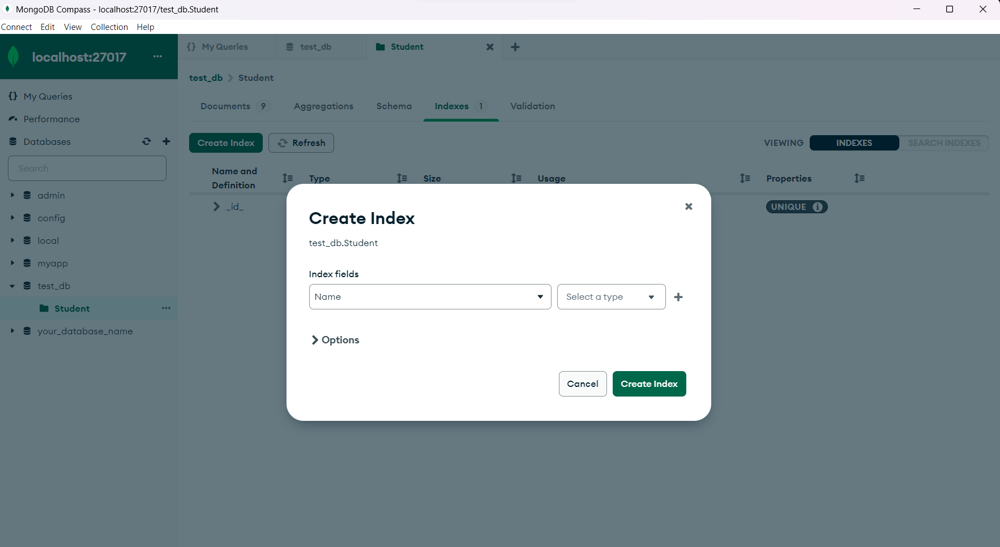 MongoDB Compass - localhost:27017/test_db.Student
Connect Edit View Collection Help
localhost:27017
My Queries
Performance
Databases
Search
admin
config
local
myapp
test_db
Student
your_database_name
{} My Queries test_db Student
test_db > Student
Documents 9 Aggregations Schema Indexes 1 Validation
Create Index Refresh VIEWING INDEXES SEARCH INDEXES
Name and Definition Type Size Usage Properties
_id_ UNIQUE
Create Index
test_db.Student
Index fields
Name Select a type
Options
Cancel Create Index